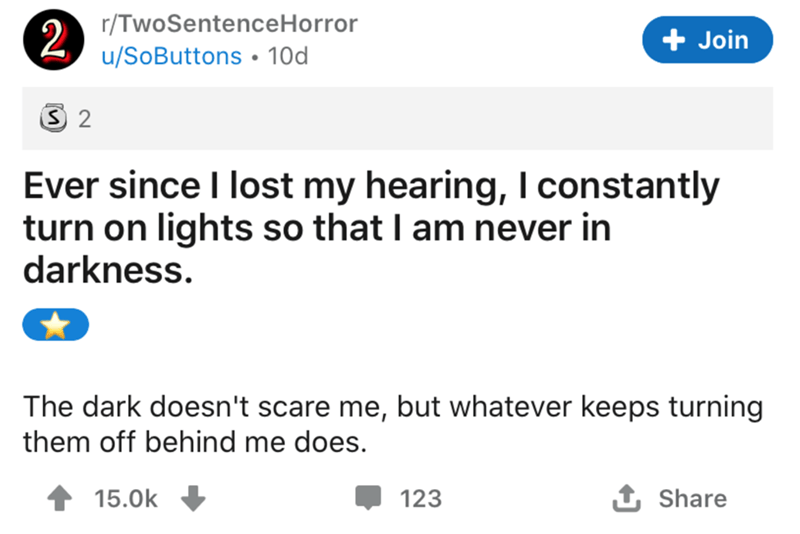 2
r/TwoSentenceHorror
u/SoButtons • 10d
+ Join
S 2
Ever since I lost my hearing, I constantly
turn on lights so that I am never in
darkness.
The dark doesn't scare me, but whatever keeps turning
them off behind me does.
15.0k
123
Share